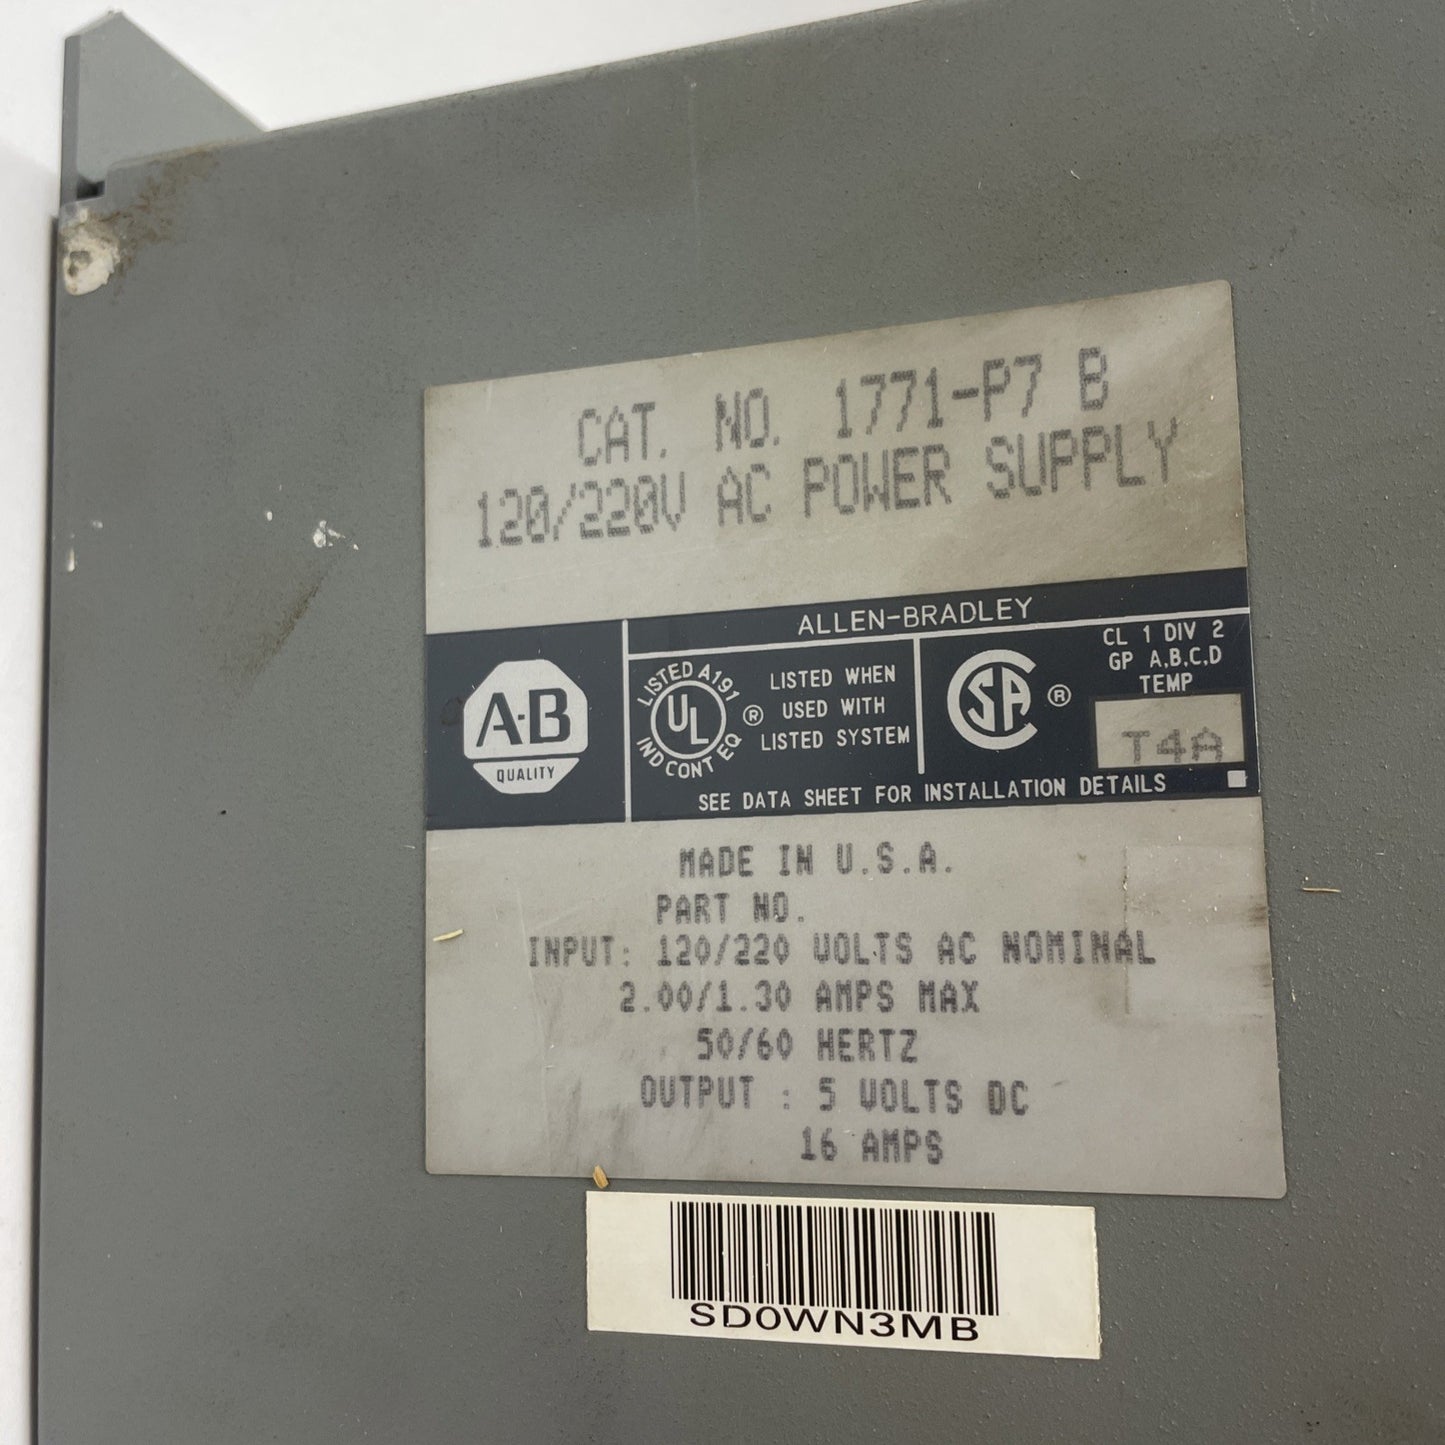 CAT. NO. 1771-P7 B
120/220V AC POWER SUPPLY
ALLEN-BRADLEY
A-B
QUALITY
LISTED A191
UL ®
IND CONT EQ
LISTED WHEN
USED WITH
LISTED SYSTEM
CSA ®
CL 1 DIV 2
GP A,B,C,D
TEMP
T4A
SEE DATA SHEET FOR INSTALLATION DETAILS
MADE IN U.S.A.
PART NO.
INPUT: 120/220 VOLTS AC NOMINAL
2.00/1.30 AMPS MAX
50/60 HERTZ
OUTPUT : 5 VOLTS DC
16 AMPS
SD0WN3MB